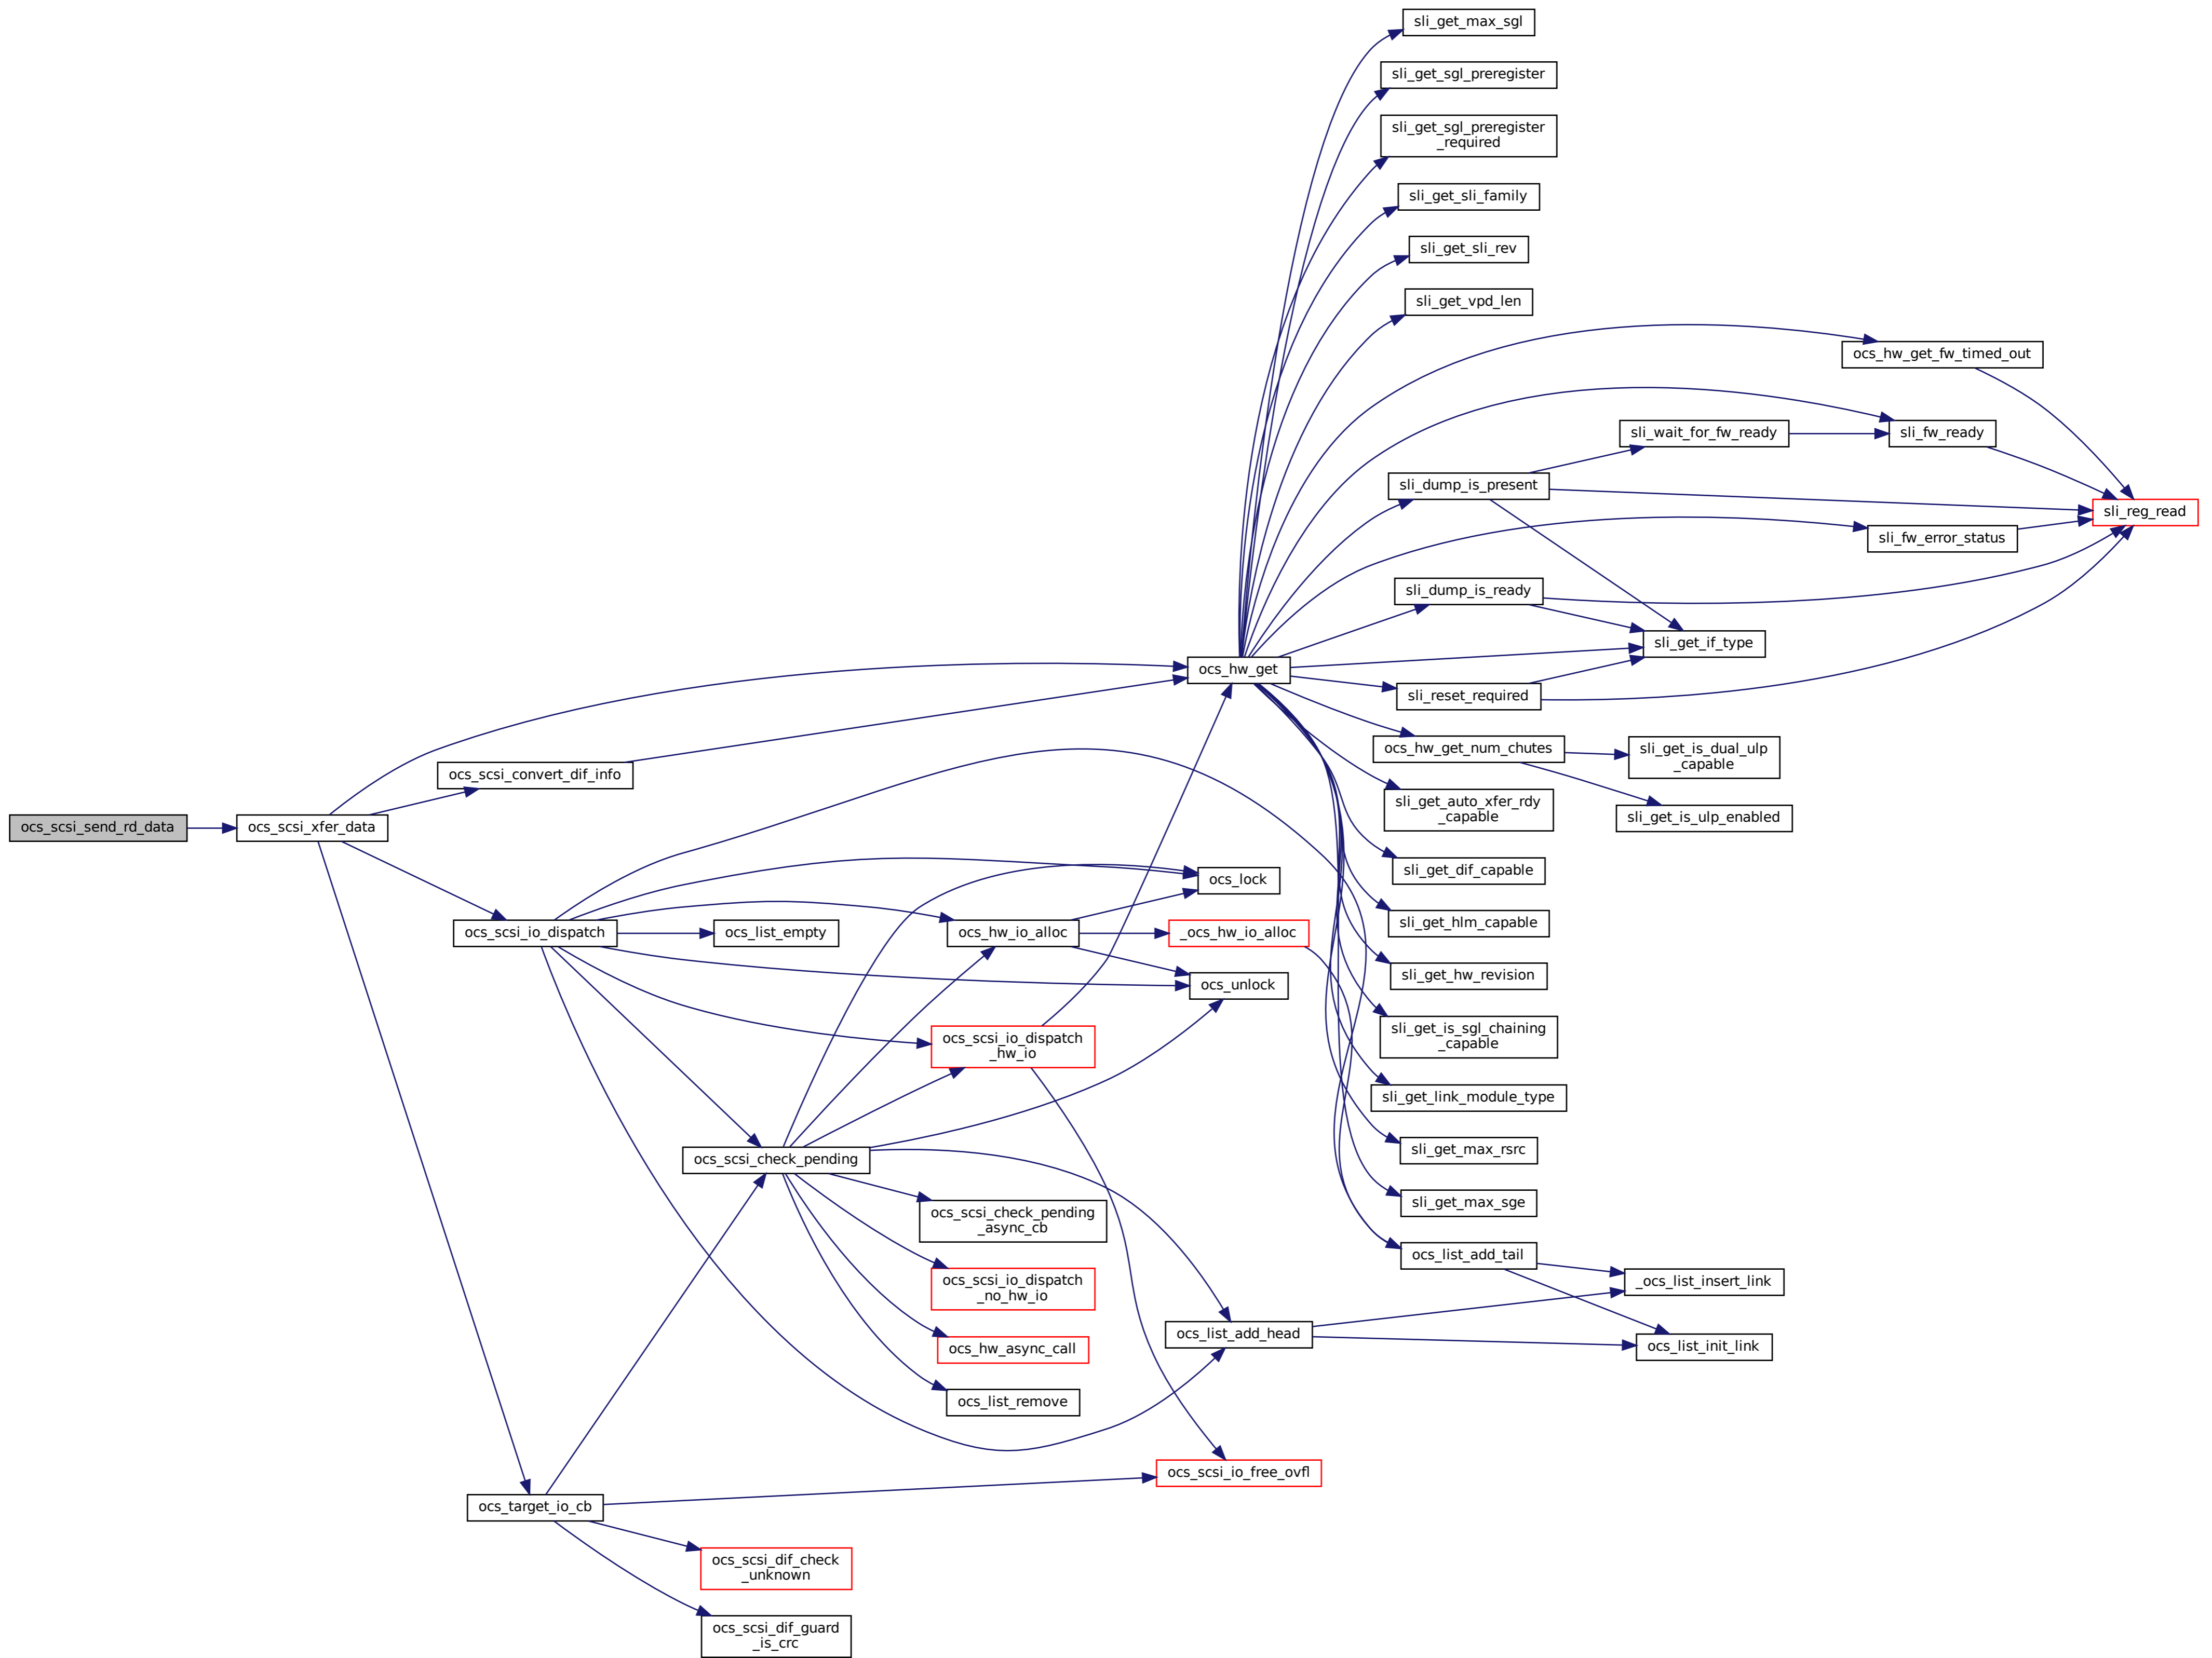 sli_get_max_sgl
sli_get_sgl_preregister
sli_get_sgl_preregister
_required
sli_get_sli_family
sli_get_sli_rev
sli_get_vpd_len
ocs_hw_get_fw_timed_out
sli_wait_for_fw_ready
sli_fw_ready
sli_dump_is_present
sli_reg_read
sli_fw_error_status
sli_dump_is_ready
sli_get_if_type
ocs_hw_get
sli_reset_required
ocs_hw_get_num_chutes
sli_get_is_dual_ulp
_capable
ocs_scsi_convert_dif_info
sli_get_auto_xfer_rdy
_capable
sli_get_is_ulp_enabled
ocs_scsi_send_rd_data
ocs_scsi_xfer_data
sli_get_dif_capable
ocs_lock
sli_get_hlm_capable
ocs_scsi_io_dispatch
ocs_list_empty
ocs_hw_io_alloc
_ocs_hw_io_alloc
sli_get_hw_revision
ocs_unlock
sli_get_is_sgl_chaining
_capable
ocs_scsi_io_dispatch
_hw_io
sli_get_link_module_type
sli_get_max_rsrc
ocs_scsi_check_pending
sli_get_max_sge
ocs_scsi_check_pending
_async_cb
ocs_list_add_tail
ocs_scsi_io_dispatch
_no_hw_io
_ocs_list_insert_link
ocs_list_add_head
ocs_list_init_link
ocs_hw_async_call
ocs_list_remove
ocs_scsi_io_free_ovfl
ocs_target_io_cb
ocs_scsi_dif_check
_unknown
ocs_scsi_dif_guard
_is_crc